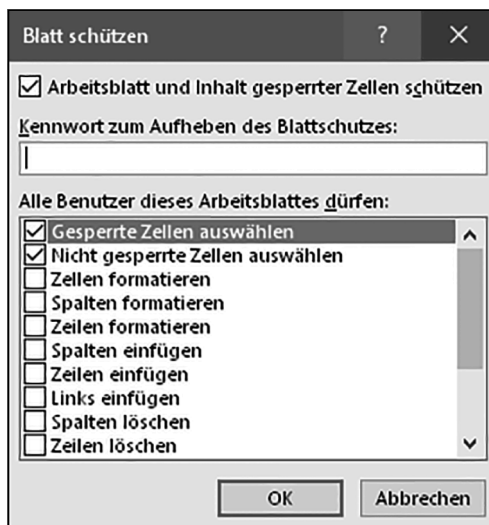 Blatt schützen ?
Arbeitsblatt und Inhalt gesperrter Zellen schützen
Kennwort zum Aufheben des Blattschutzes:
Alle Benutzer dieses Arbeitsblattes dürfen:
Gesperrte Zellen auswählen
Nicht gesperrte Zellen auswählen
Zellen formatieren
Spalten formatieren
Zeilen formatieren
Spalten einfügen
Zeilen einfügen
Links einfügen
Spalten löschen
Zeilen löschen
OK Abbrechen